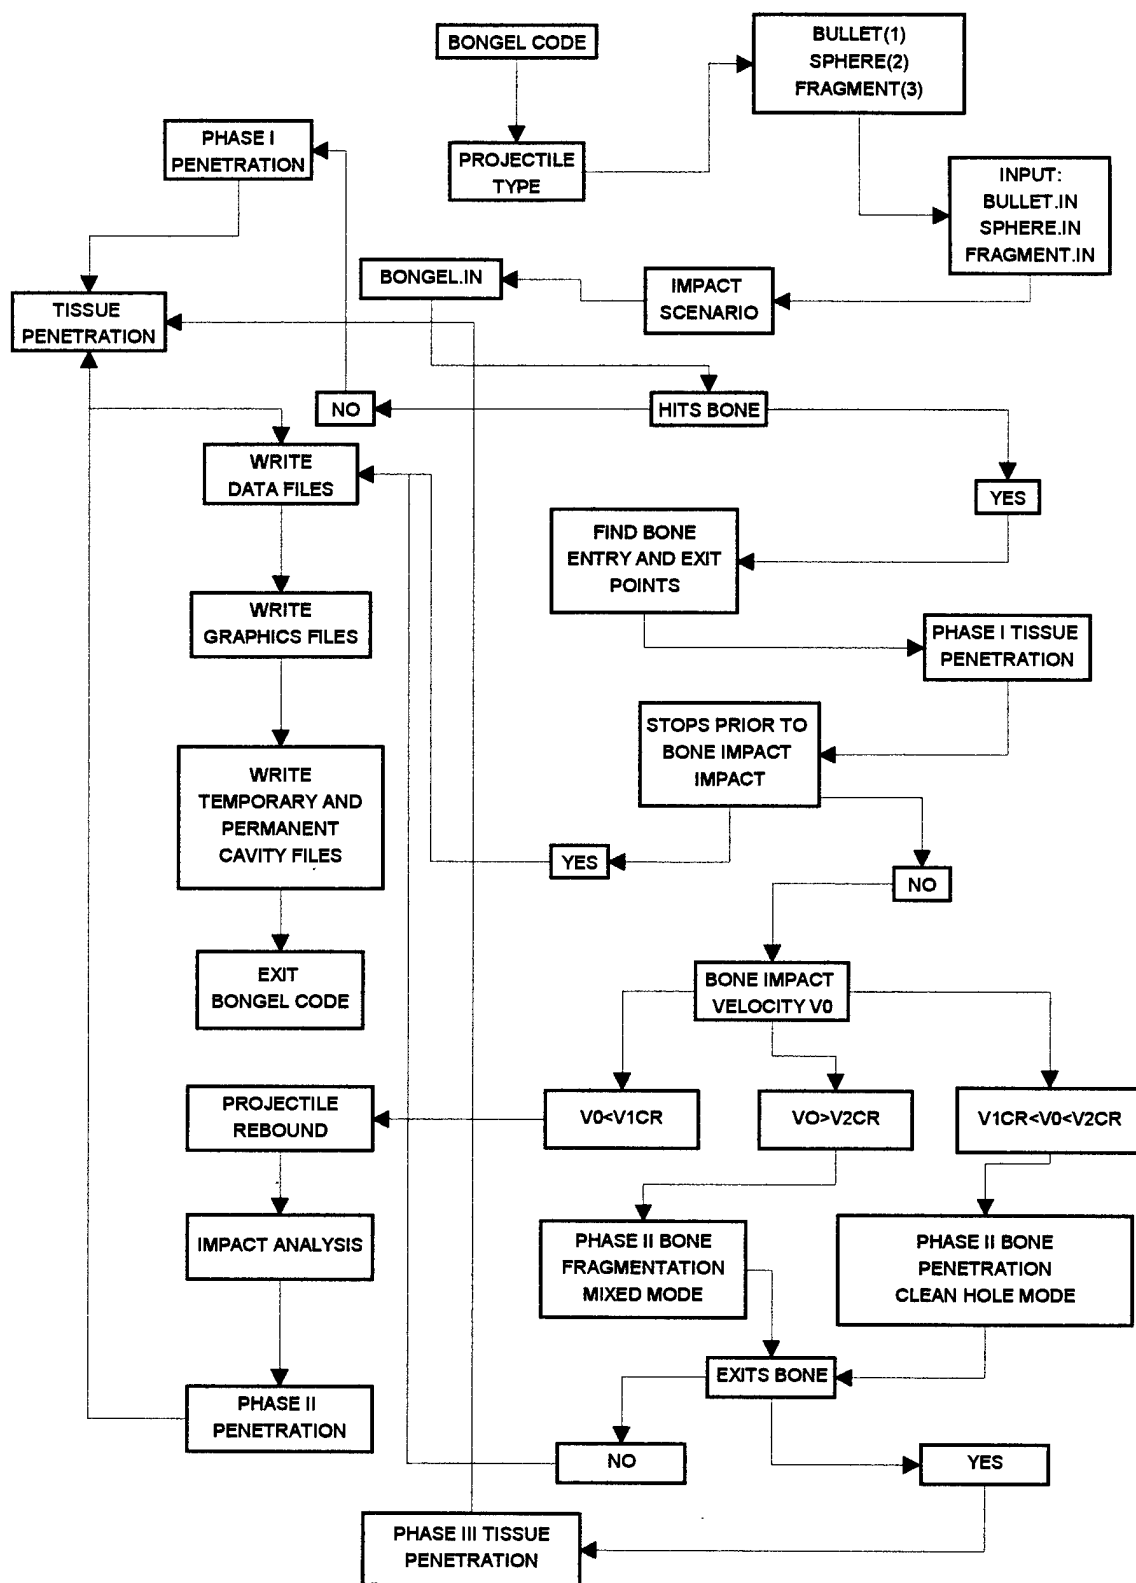 BONGEL CODE
BULLET(1)
SPHERE(2)
FRAGMENT(3)
PHASE I
PENETRATION
PROJECTILE
TYPE
INPUT:
BULLET.IN
SPHERE.IN
FRAGMENT.IN
BONGEL.IN
IMPACT
SCENARIO
TISSUE
PENETRATION
NO
HITS BONE
WRITE
DATA FILES
YES
FIND BONE
ENTRY AND EXIT
POINTS
WRITE
GRAPHICS FILES
PHASE I TISSUE
PENETRATION
STOPS PRIOR TO
BONE IMPACT
IMPACT
WRITE
TEMPORARY AND
PERMANENT
CAVITY FILES
YES
NO
EXIT
BONGEL CODE
BONE IMPACT
VELOCITY V0
PROJECTILE
REBOUND
V0<V1CR
VO>V2CR
V1CR<V0<V2CR
IMPACT ANALYSIS
PHASE II BONE
FRAGMENTATION
MIXED MODE
PHASE II BONE
PENETRATION
CLEAN HOLE MODE
EXITS BONE
PHASE II
PENETRATION
NO
YES
PHASE III TISSUE
PENETRATION